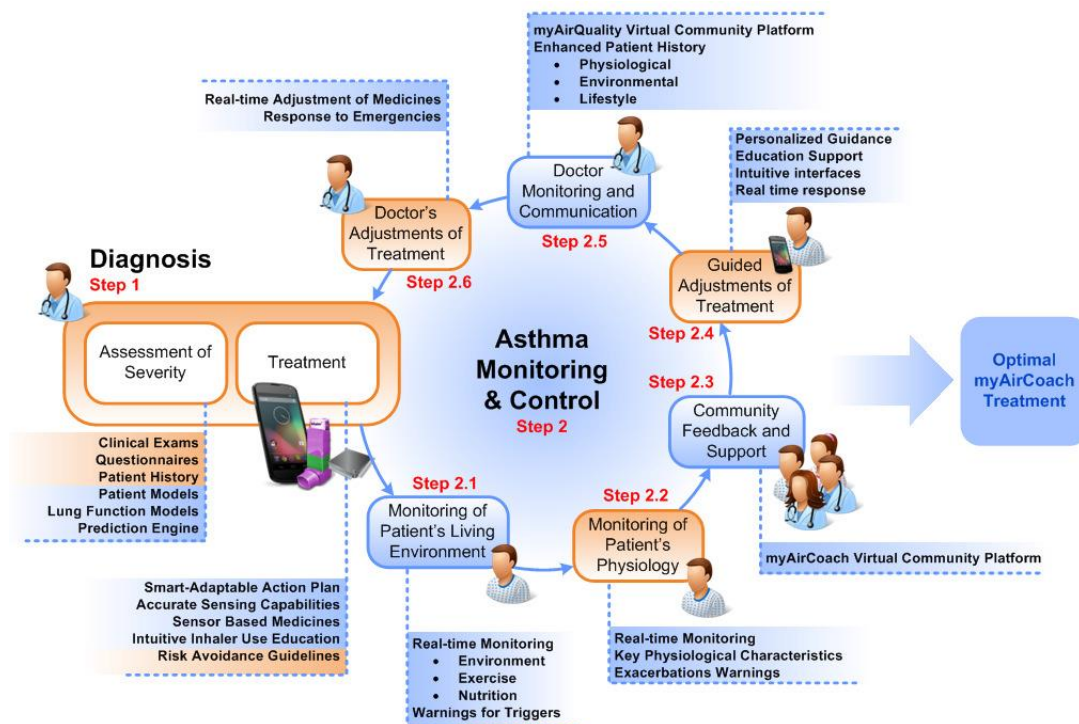 myAirQuality Virtual Community Platform
Enhanced Patient History
• Physiological
• Environmental
• Lifestyle
Real-time Adjustment of Medicines
Response to Emergencies
Personalized Guidance
Education Support
Intuitive interfaces
Real time response
Doctor
Monitoring and
Communication
Step 2.5
Doctor's
Adjustments of
Treatment
Step 2.6
Diagnosis
Step 1
Guided
Adjustments of
Treatment
Step 2.4
Assessment of
Severity
Treatment
Asthma
Monitoring
& Control
Step 2
Optimal
myAirCoach
Treatment
Step 2.3
Community
Feedback and
Support
Clinical Exams
Questionnaires
Patient History
Patient Models
Lung Function Models
Prediction Engine
Step 2.1
Monitoring of
Patient's Living
Environment
Step 2.2
Monitoring of
Patient's
Physiology
myAirCoach Virtual Community Platform
Smart-Adaptable Action Plan
Accurate Sensing Capabilities
Sensor Based Medicines
Intuitive Inhaler Use Education
Risk Avoidance Guidelines
Real-time Monitoring
• Environment
• Exercise
• Nutrition
Warnings for Triggers
Real-time Monitoring
Key Physiological Characteristics
Exacerbations Warnings